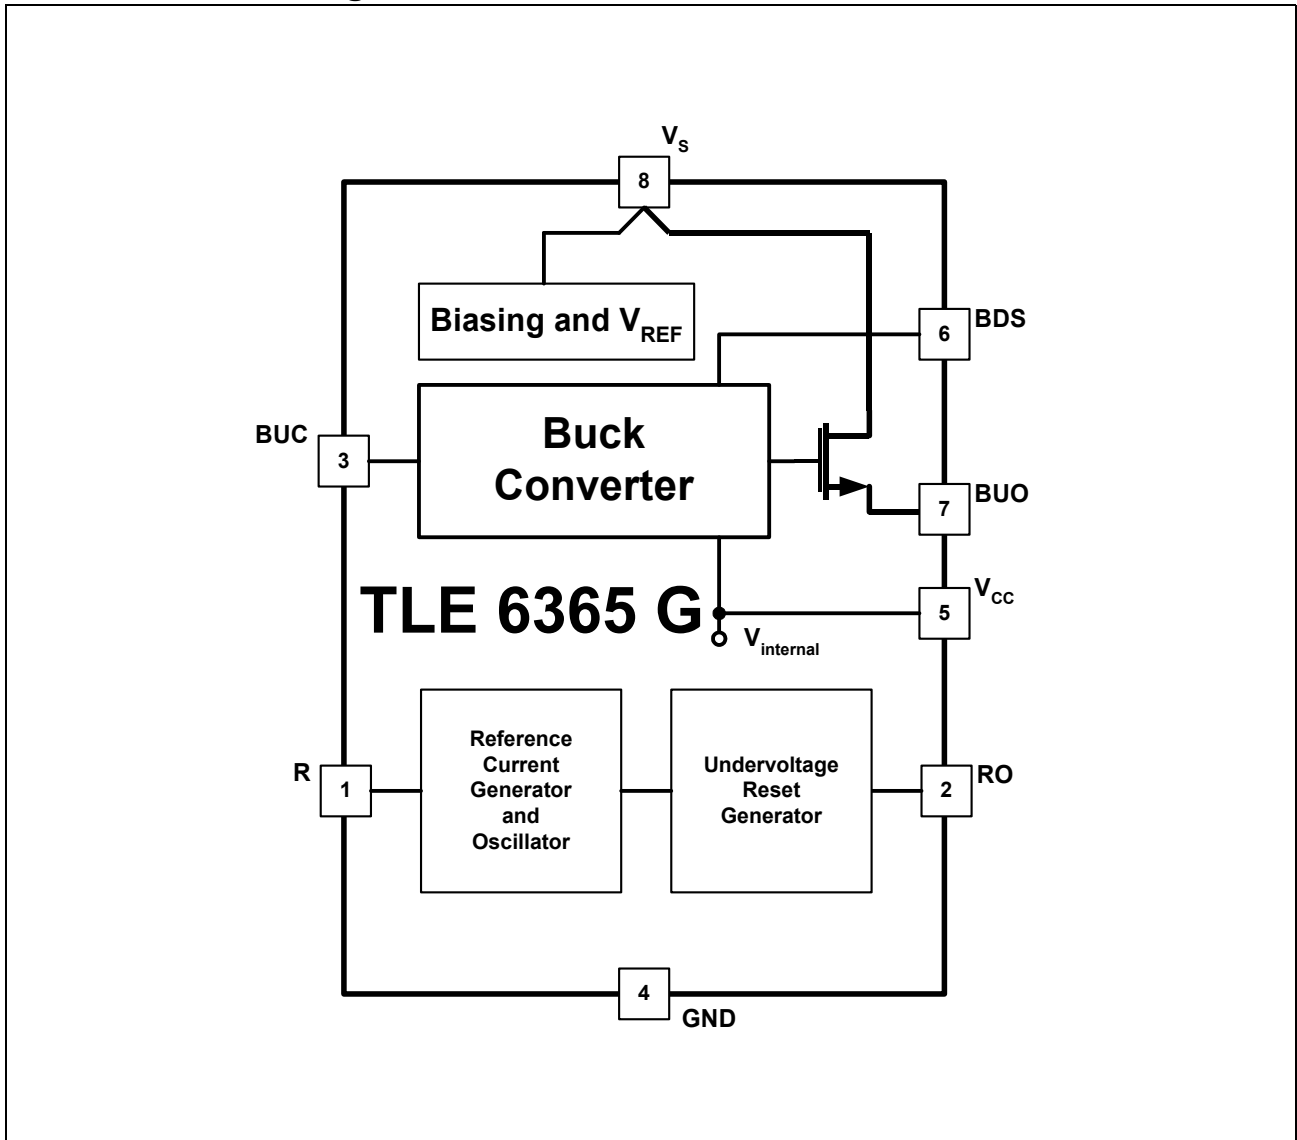 V_S
8
Biasing and V_REF
6
BDS
Buck
Converter
BUC
3
BUO
7
V_CC
5
TLE 6365 G
V_internal
R
1
Reference
Current
Generator
and
Oscillator
Undervoltage
Reset
Generator
2
RO
4
GND